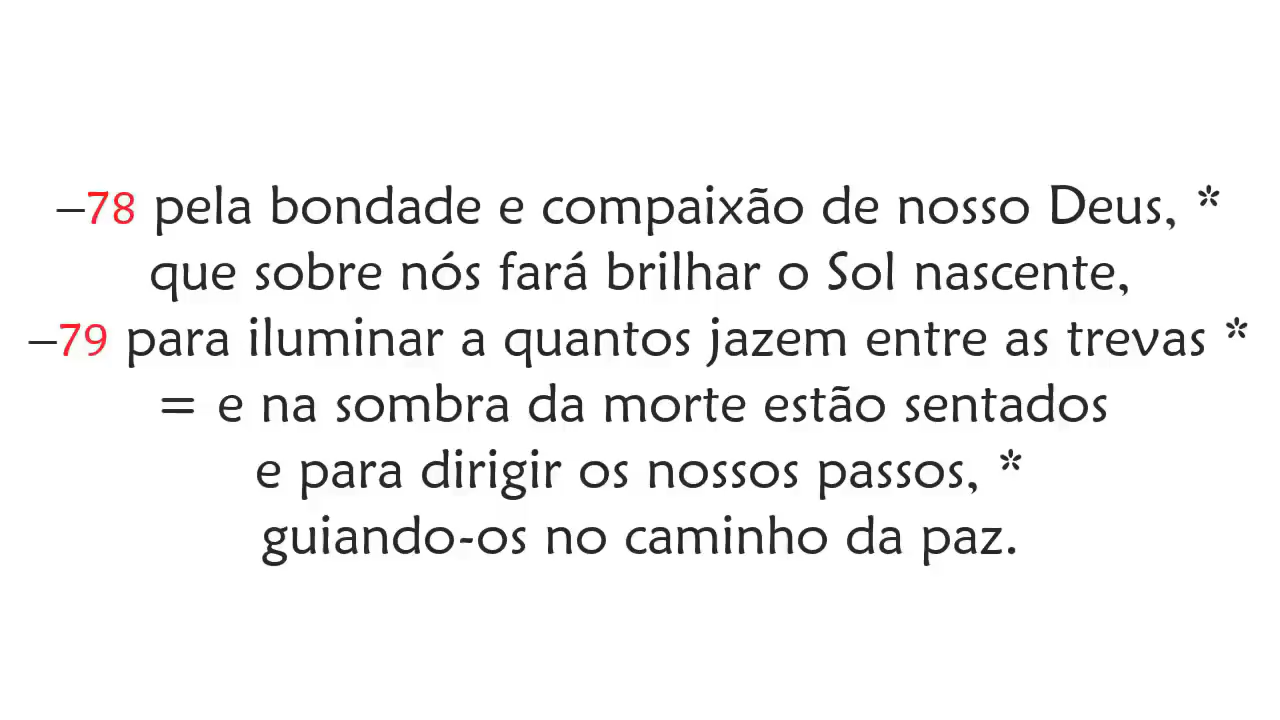 –78 pela bondade e compaixão de nosso Deus, *
que sobre nós fará brilhar o Sol nascente,
–79 para iluminar a quantos jazem entre as trevas *
= e na sombra da morte estão sentados
e para dirigir os nossos passos, *
guiando-os no caminho da paz.